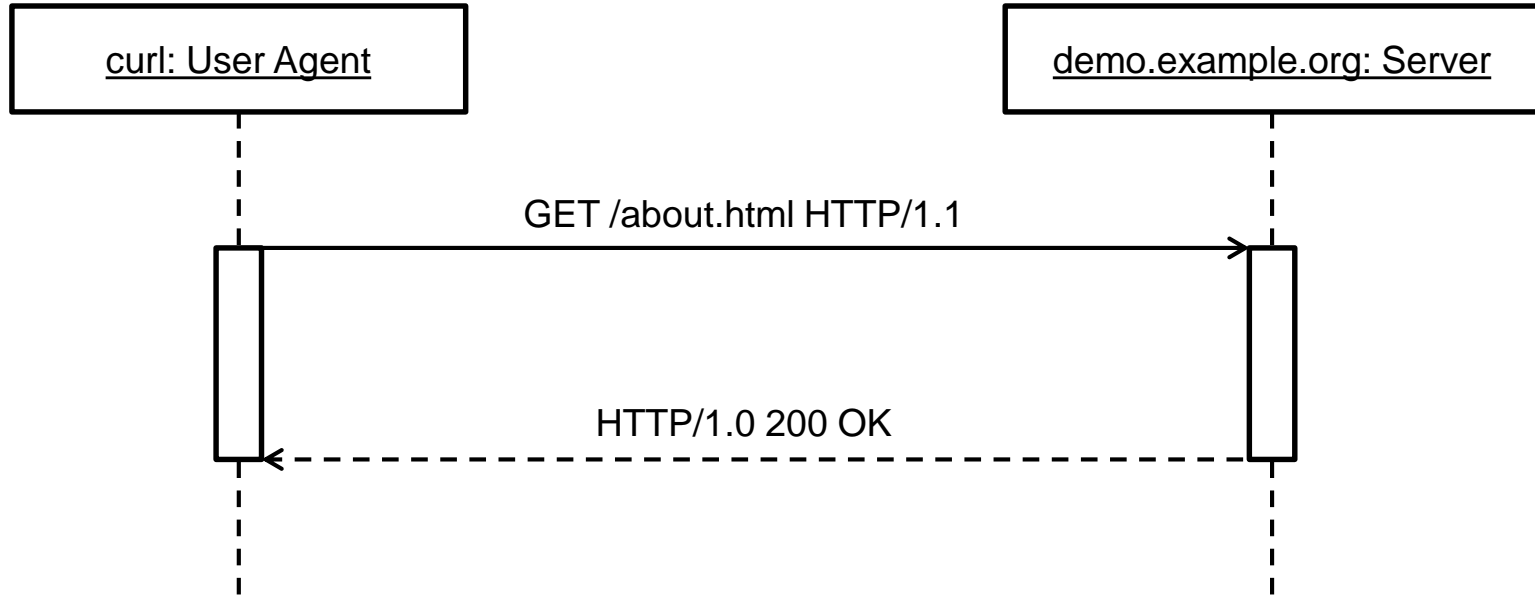 curl: User Agent
demo.example.org: Server
GET /about.html HTTP/1.1
HTTP/1.0 200 OK